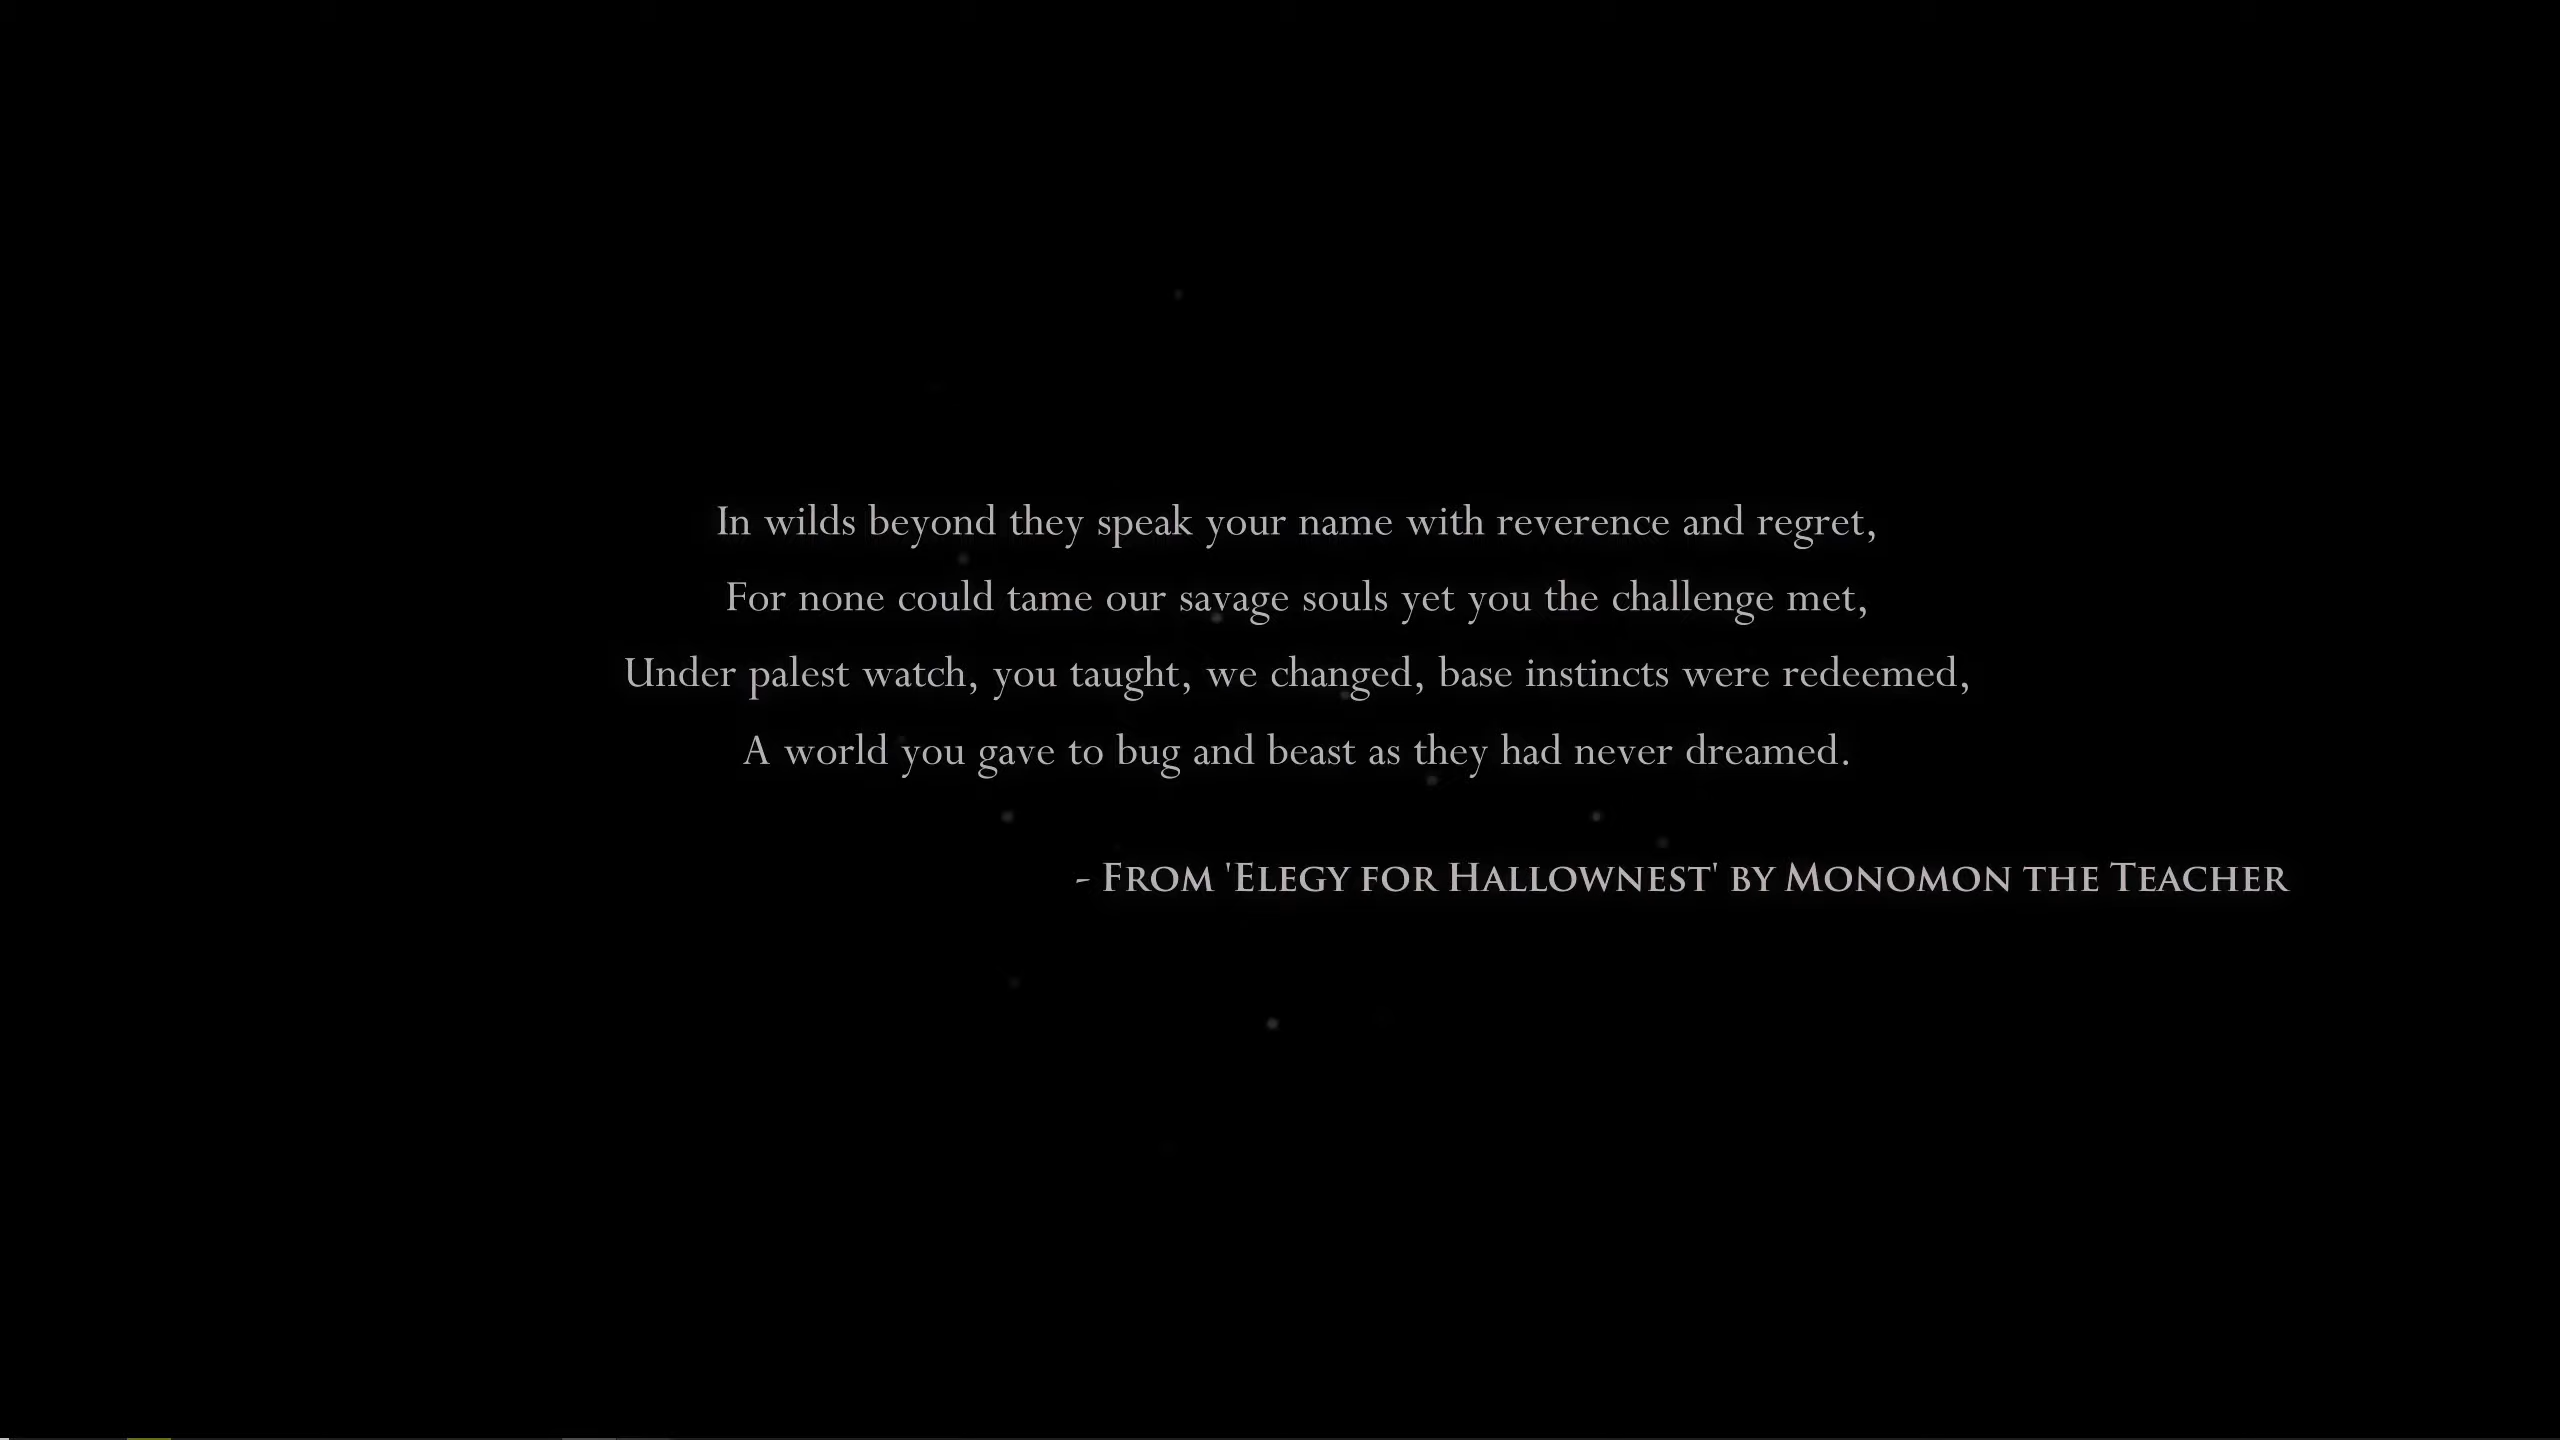 In wilds beyond they speak your name with reverence and regret,
For none could tame our savage souls yet you the challenge met,
Under palest watch, you taught, we changed, base instincts were redeemed,
A world you gave to bug and beast as they had never dreamed.
- From 'Elegy for Hallownest' by Monomon the Teacher